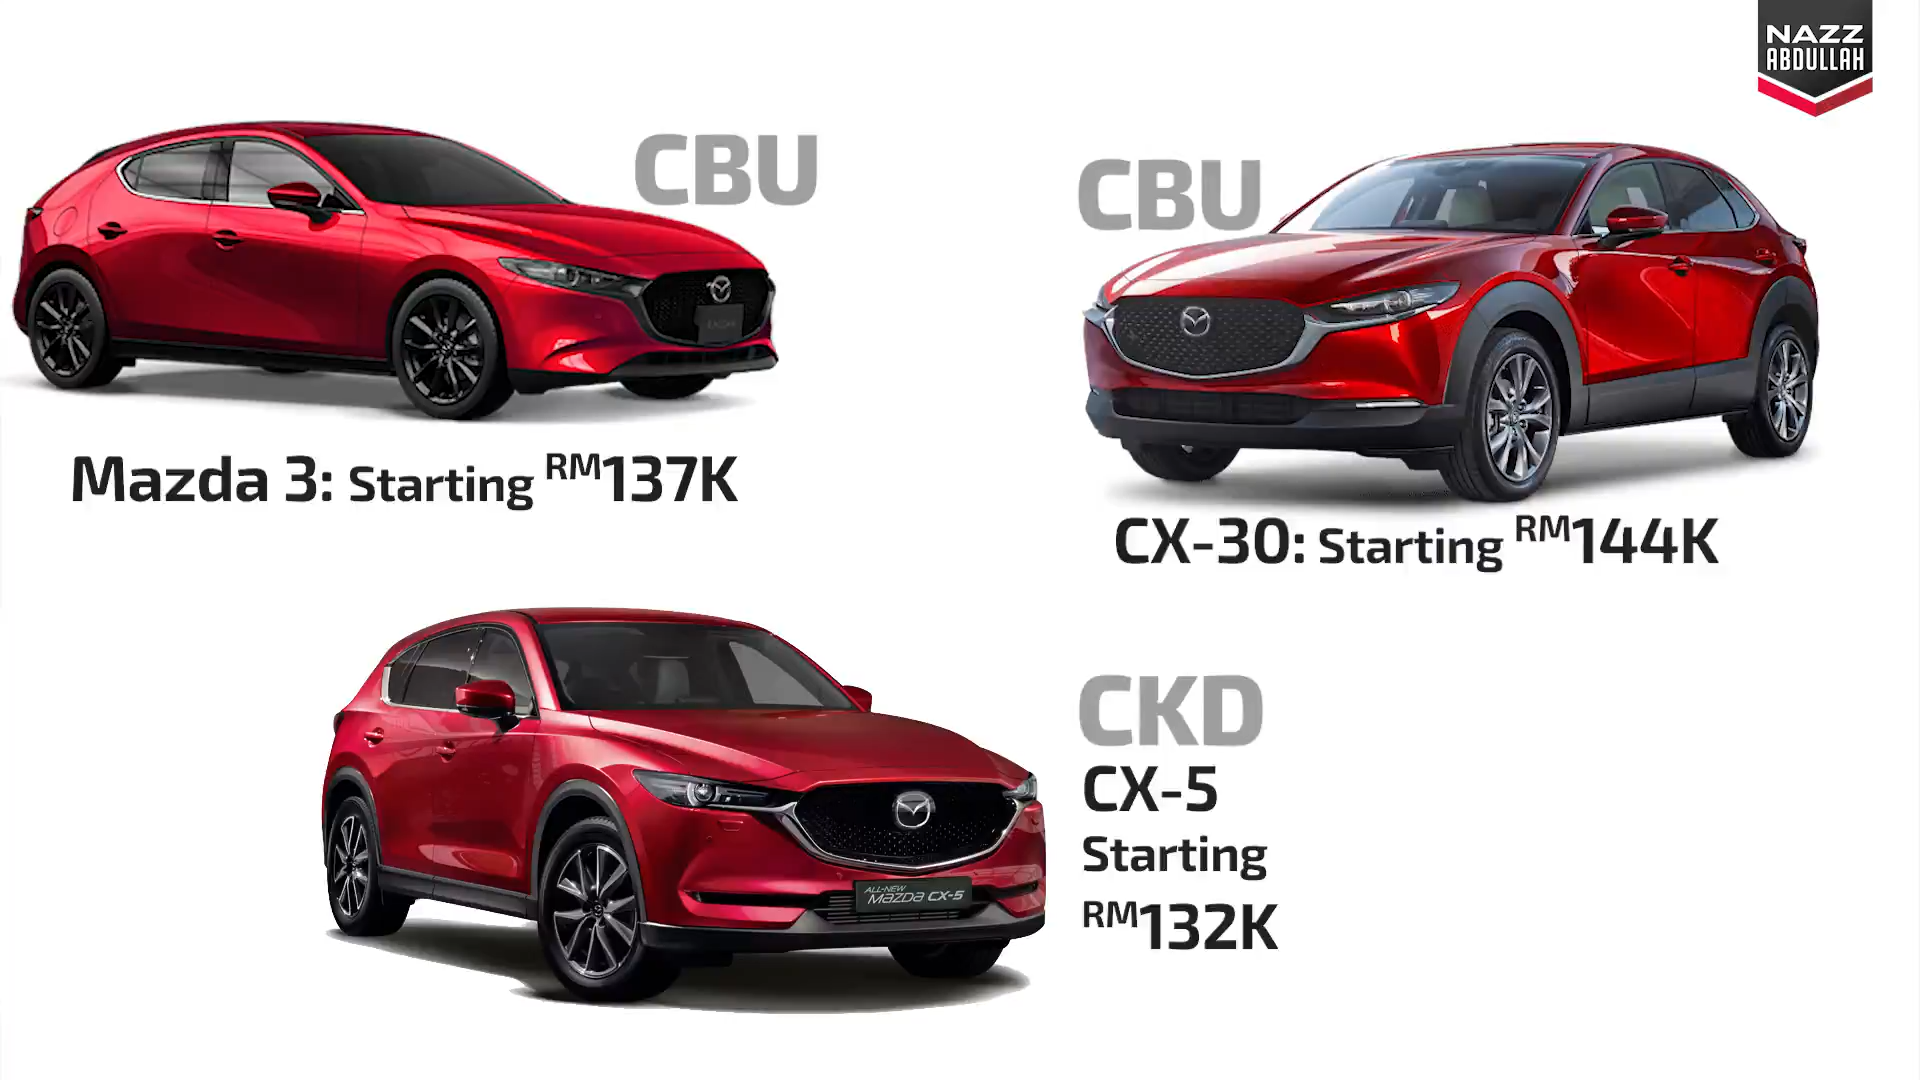 NAZZ
ABDULLAH
CBU
Mazda 3: Starting RM137K
CBU
CX-30: Starting RM144K
ALL-NEW
mazda CX-5
CKD
CX-5
Starting
RM132K